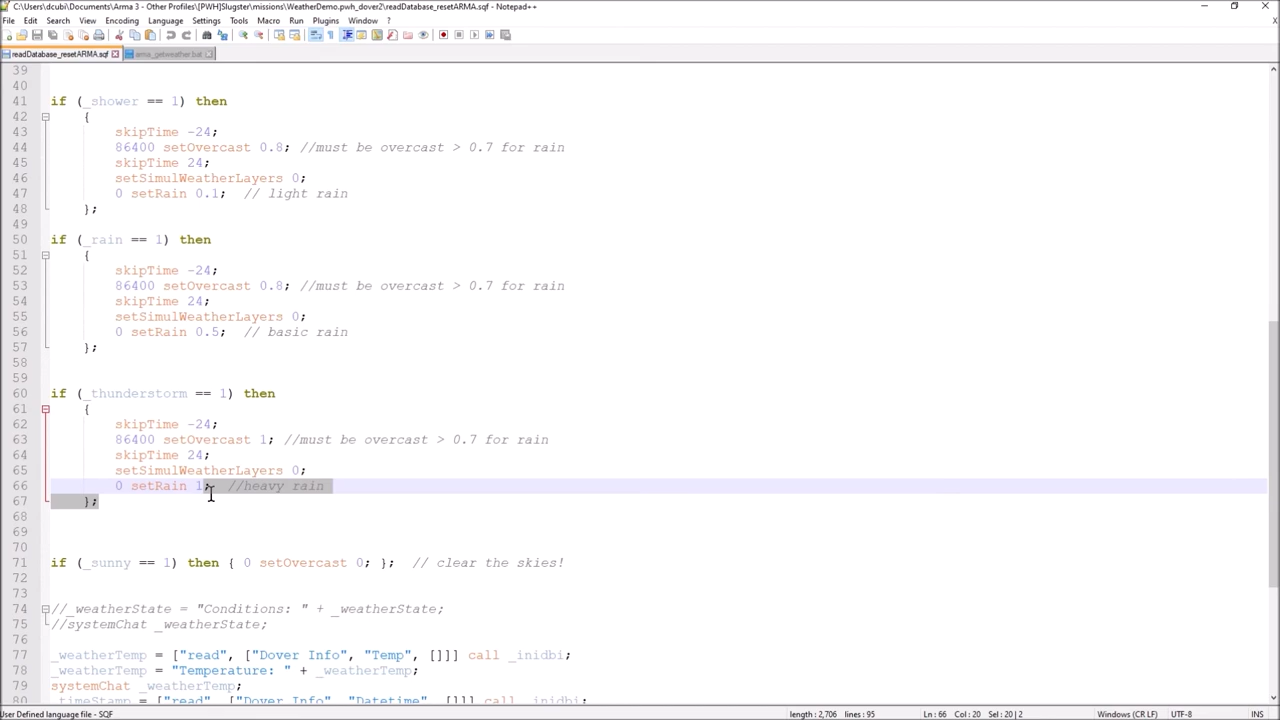 C:\Users\dcubi\Documents\Arma 3 - Other Profiles\[PWH]Slugster\missions\WeatherDemo.pwh_dover2\readDatabase_resetARMA.sqf - Notepad++
File Edit Search View Encoding Language Settings Tools Macro Run Plugins Window ?
readDatabase_resetARMA.sqf arma_getweather.bat
39
40
41 if (_shower == 1) then
42 {
43 skipTime -24;
44 86400 setOvercast 0.8; //must be overcast > 0.7 for rain
45 skipTime 24;
46 setSimulWeatherLayers 0;
47 0 setRain 0.1; // light rain
48 };
49
50 if (_rain == 1) then
51 {
52 skipTime -24;
53 86400 setOvercast 0.8; //must be overcast > 0.7 for rain
54 skipTime 24;
55 setSimulWeatherLayers 0;
56 0 setRain 0.5; // basic rain
57 };
58
59
60 if (_thunderstorm == 1) then
61 {
62 skipTime -24;
63 86400 setOvercast 1; //must be overcast > 0.7 for rain
64 skipTime 24;
65 setSimulWeatherLayers 0;
66 0 setRain 1; //heavy rain
67 };
68
69
70
71 if (_sunny == 1) then { 0 setOvercast 0; }; // clear the skies!
72
73
74 //_weatherState = "Conditions: " + _weatherState;
75 //systemChat _weatherState;
76
77 _weatherTemp = ["read", ["Dover Info", "Temp", []]] call _inidbi;
78 _weatherTemp = "Temperature: " + _weatherTemp;
79 systemChat _weatherTemp;
80 _timeStamp = ["read", ["Dover Info", "Datetime", []]] call _inidbi;
User Defined language file - SQF length : 2,706 lines : 95 Ln : 66 Col : 20 Sel : 20 | 2 Windows (CR LF) UTF-8 INS